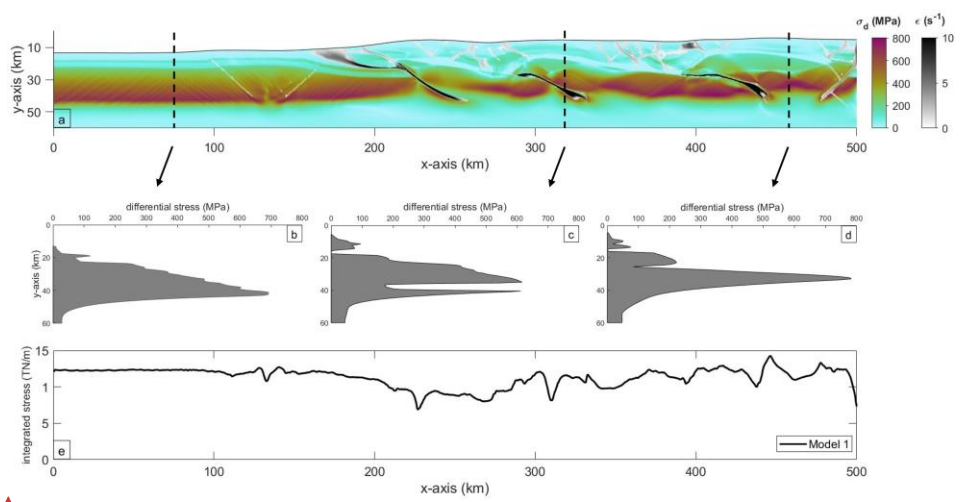 σd (MPa) ϵ (s-1)
800 10
600
400 5
200
0 0
y-axis (km)
10
30
50
a
0 100 200 300 400 500
x-axis (km)
differential stress (MPa) differential stress (MPa) differential stress (MPa)
0 100 200 300 400 500 600 700 800 0 100 200 300 400 500 600 700 800 0 100 200 300 400 500 600 700 800
y-axis (km)
0
20
40
60
b
0
20
40
60
c
0
20
40
60
d
integrated stress (TN/m)
15
1
5
0
e
Model 1
0 100 200 300 400 500
x-axis (km)